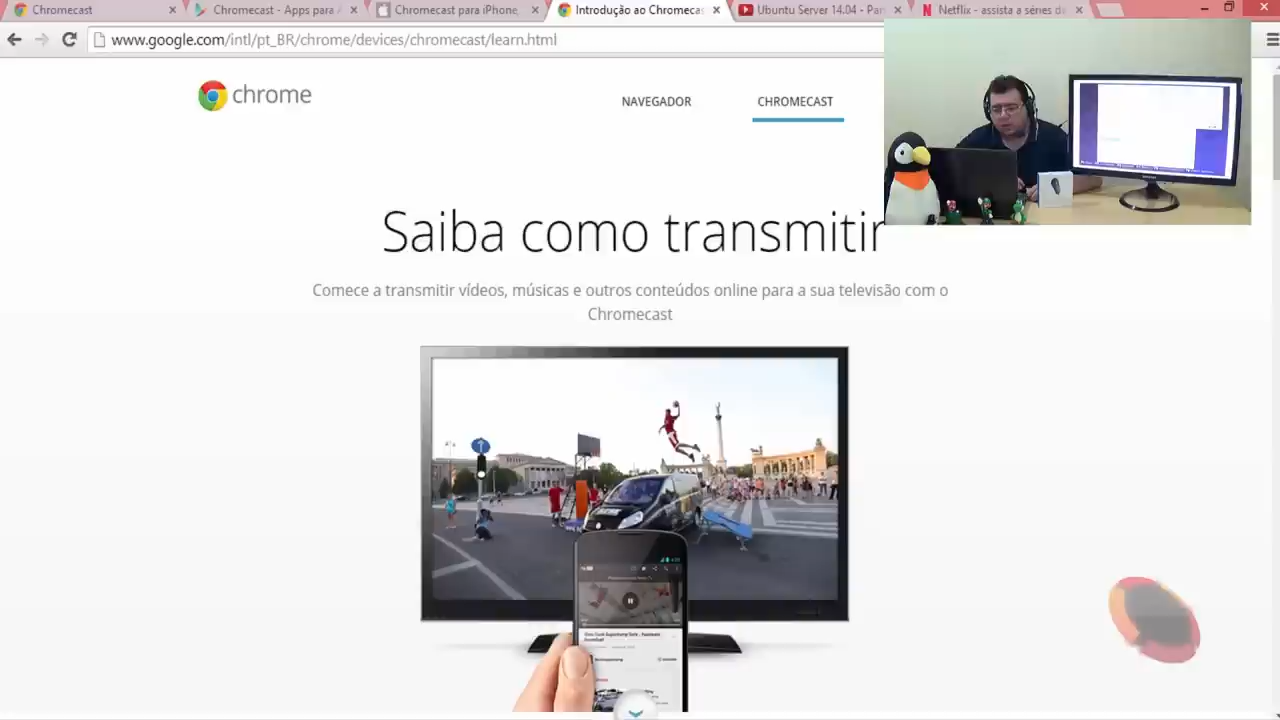 Chromecast
Chromecast - Apps para A
Chromecast para iPhone,
Introdução ao Chromecas
Ubuntu Server 14.04 - Par
Netflix - assista a séries d
www.google.com/intl/pt_BR/chrome/devices/chromecast/learn.html
chrome
NAVEGADOR
CHROMECAST
Saiba como transmitir
Comece a transmitir vídeos, músicas e outros conteúdos online para a sua televisão com o
Chromecast